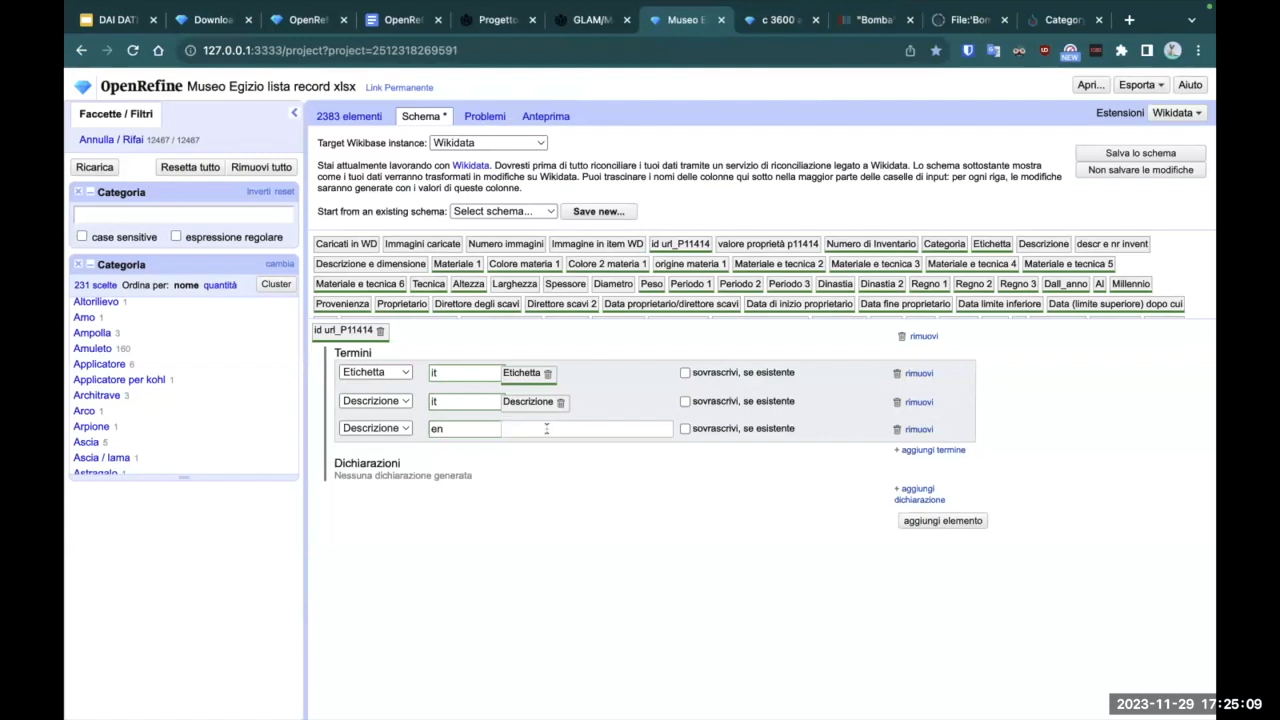 DAI DATI
Downloa
OpenRef
OpenRef
Progetto
GLAM/M
Museo E
c 3600
"Bomba"
File:'Bor
Categor
127.0.0.1:3333/project?project=2512318269591
NEW
OpenRefine Museo Egizio lista record xlsx Link Permanente
Apri... Esporta Aiuto
Faccette / Filtri
2383 elementi Schema * Problemi Anteprima
Estensioni Wikidata
Annulla / Rifai 12467 / 12467
Ricarica Resetta tutto Rimuovi tutto
Categoria inverti reset
case sensitive espressione regolare
Categoria cambia
231 scelte Ordina per: nome quantità Cluster
Altorilievo 1
Amo 1
Ampolla 3
Amuleto 160
Applicatore 6
Applicatore per kohl 1
Architrave 3
Arco 1
Arpione 1
Ascia 5
Ascia / lama 1
Astragalo 1
Target Wikibase instance: Wikidata
Stai attualmente lavorando con Wikidata. Dovresti prima di tutto riconciliare i tuoi dati tramite un servizio di riconciliazione legato a Wikidata. Lo schema sottostante mostra
come i tuoi dati verranno trasformati in modifiche su Wikidata. Puoi trascinare i nomi delle colonne qui sotto nella maggior parte delle caselle di input: per ogni riga, le modifiche
saranno generate con i valori di queste colonne.
Salva lo schema
Non salvare le modifiche
Start from an existing schema: Select schema... Save new...
Caricati in WD Immagini caricate Numero immagini Immagine in item WD id url_P11414 valore proprietà p11414 Numero di Inventario Categoria Etichetta Descrizione descr e nr invent
Descrizione e dimensione Materiale 1 Colore materia 1 Colore 2 materia 1 origine materia 1 Materiale e tecnica 2 Materiale e tecnica 3 Materiale e tecnica 4 Materiale e tecnica 5
Materiale e tecnica 6 Tecnica Altezza Larghezza Spessore Diametro Peso Periodo 1 Periodo 2 Periodo 3 Dinastia Dinastia 2 Regno 1 Regno 2 Regno 3 Dall_anno Al Millennio
Provenienza Proprietario Direttore degli scavi Direttore scavi 2 Data proprietario/direttore scavi Data di inizio proprietario Data fine proprietario Data limite inferiore Data (limite superiore) dopo cui
id url_P11414 rimuovi
Termini
Etichetta it Etichetta sovrascrivi, se esistente rimuovi
Descrizione it Descrizione sovrascrivi, se esistente rimuovi
Descrizione en sovrascrivi, se esistente rimuovi
+ aggiungi termine
Dichiarazioni
Nessuna dichiarazione generata
+ aggiungi
dichiarazione
aggiungi elemento
2023-11-29 17:25:09